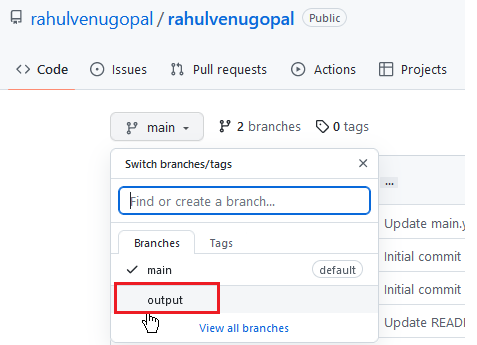 rahulvenugopal / rahulvenugopal Public
Code Issues Pull requests Actions Projects
main 2 branches 0 tags
Switch branches/tags
Find or create a branch...
Branches Tags
main default
output
View all branches
...
Update main.y
Initial commit
Initial commit
Update READ